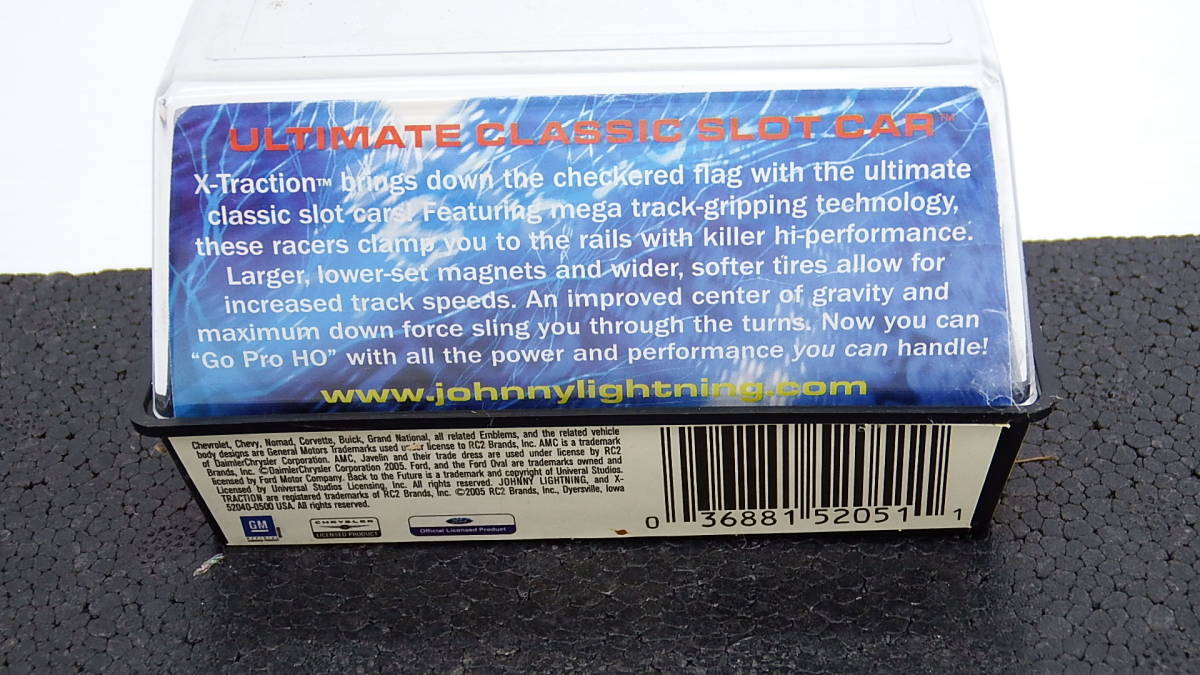 ULTIMATE CLASSIC SLOT CAR™
X-Traction™ brings down the checkered flag with the ultimate
classic slot cars! Featuring mega track-gripping technology,
these racers clamp you to the rails with killer hi-performance.
Larger, lower-set magnets and wider, softer tires allow for
increased track speeds. An improved center of gravity and
maximum down force sling you through the turns. Now you can
“Go Pro HO” with all the power and performance you can handle!
www.johnnylightning.com
Chevrolet, Chevy, Nomad, Corvette, Buick, Grand National, all related Emblems, and the related vehicle
body designs are General Motors Trademarks used under license to RC2 Brands, Inc. AMC is a trademark
of DaimlerChrysler Corporation. AMC, Javelin and their trade dress are used under license by RC2
Brands, Inc. ©DaimlerChrysler Corporation 2005. Ford, and the Ford Oval are trademarks owned and
licensed by Ford Motor Company. Back to the Future is a trademark and copyright of Univeral Studios.
Licensed by Universal Studios Licensing, Inc. All rights reserved. JOHNNY LIGHTNING, and X-
TRACTION are registered trademarks of RC2 Brands, Inc. ©2005 RC2 Brands, Inc., Dyersville, Iowa
52040-0500 USA. All rights reserved.
GM
CHRYSLER
LICENSED PRODUCT
Official Licensed Product
0 36881 52051 1